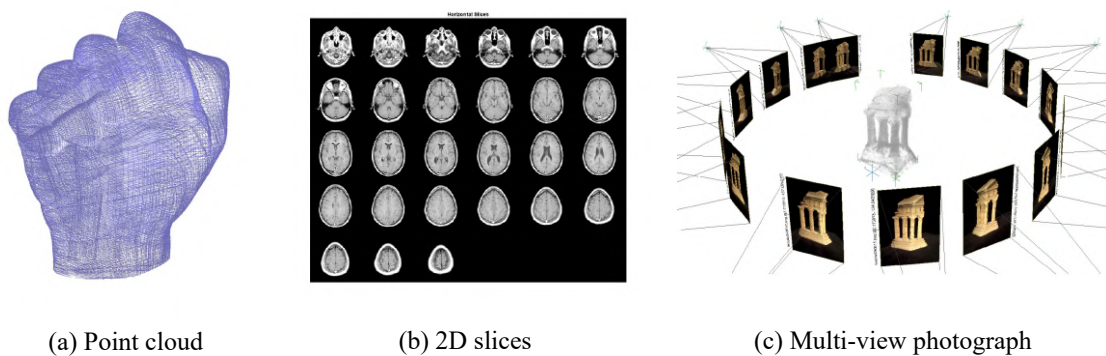 Horizontal Slices
(a) Point cloud
(b) 2D slices
(c) Multi-view photograph